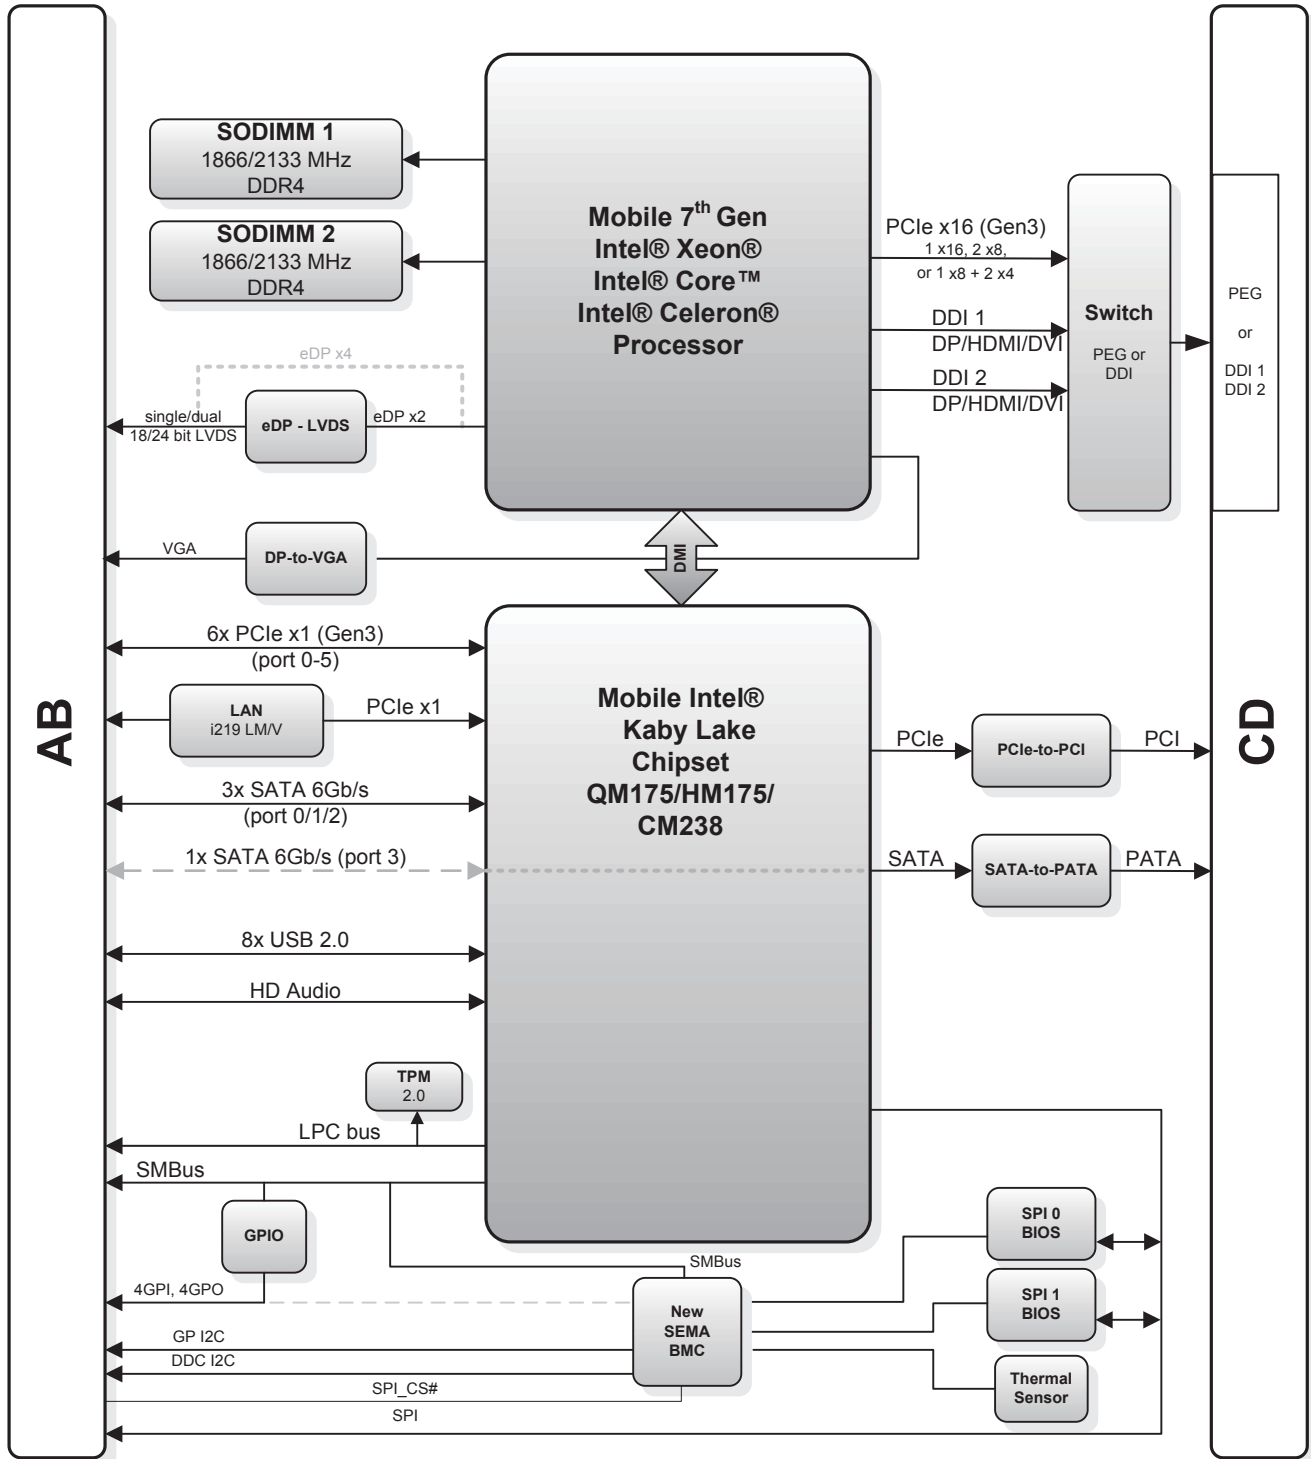 SODIMM 1
1866/2133 MHz
DDR4
SODIMM 2
1866/2133 MHz
DDR4
Mobile 7th Gen
Intel® Xeon®
Intel® Core™
Intel® Celeron®
Processor
PCIe x16 (Gen3)
1 x16, 2 x8,
or 1 x8 + 2 x4
DDI 1
DP/HDMI/DVI
DDI 2
DP/HDMI/DVI
Switch
PEG or
DDI
PEG
or
DDI 1
DDI 2
eDP x4
single/dual
18/24 bit LVDS
eDP - LVDS
eDP x2
VGA
DP-to-VGA
DMI
6x PCIe x1 (Gen3)
(port 0-5)
LAN
i219 LM/V
PCIe x1
AB
Mobile Intel®
Kaby Lake
Chipset
QM175/HM175/
CM238
PCIe
PCIe-to-PCI
PCI
CD
3x SATA 6Gb/s
(port 0/1/2)
1x SATA 6Gb/s (port 3)
SATA
SATA-to-PATA
PATA
8x USB 2.0
HD Audio
TPM
2.0
LPC bus
SMBus
GPIO
4GPI, 4GPO
SMBus
New
SEMA
BMC
SPI 0
BIOS
SPI 1
BIOS
Thermal
Sensor
GP I2C
DDC I2C
SPI_CS#
SPI